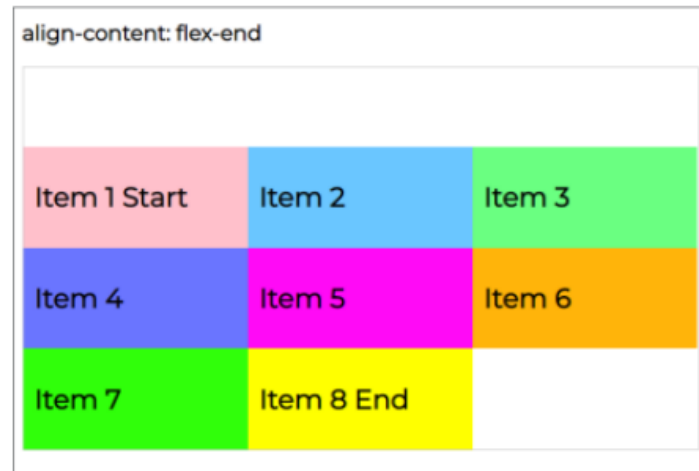 align-content: flex-end
Item 1 Start
Item 2
Item 3
Item 4
Item 5
Item 6
Item 7
Item 8 End